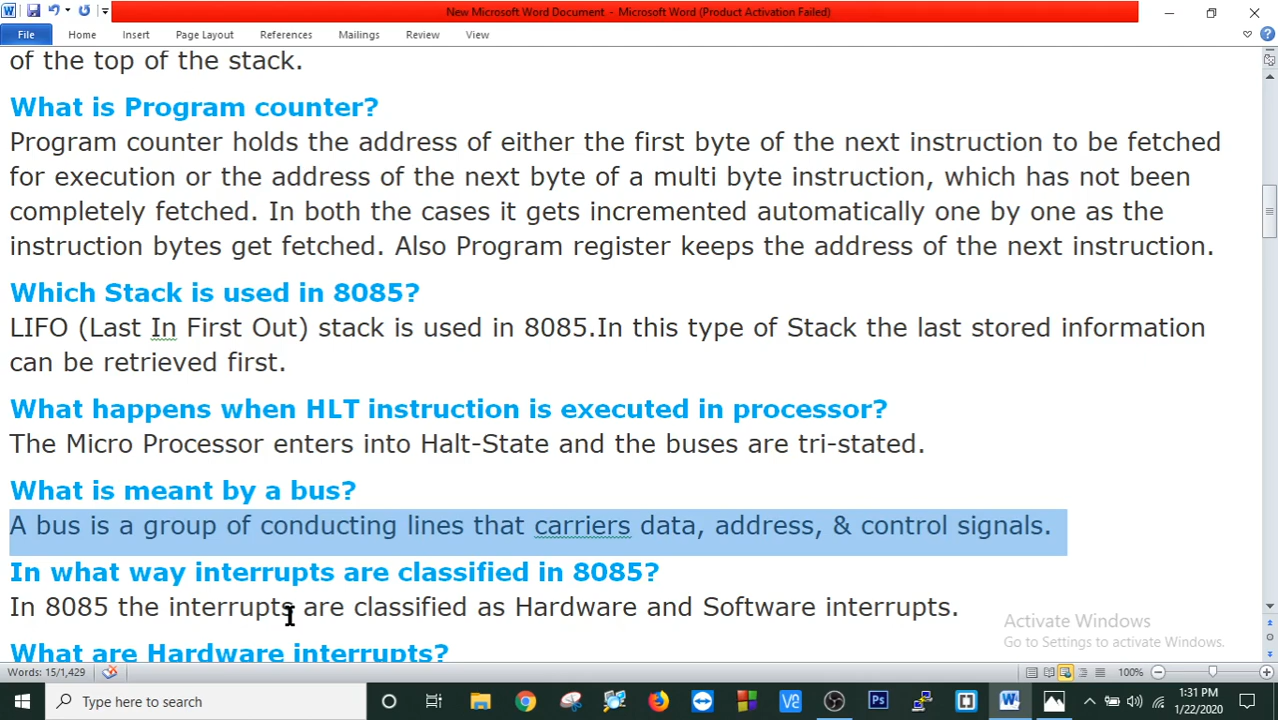 New Microsoft Word Document - Microsoft Word (Product Activation Failed)
File Home Insert Page Layout References Mailings Review View
of the top of the stack.
What is Program counter?
Program counter holds the address of either the first byte of the next instruction to be fetched
for execution or the address of the next byte of a multi byte instruction, which has not been
completely fetched. In both the cases it gets incremented automatically one by one as the
instruction bytes get fetched. Also Program register keeps the address of the next instruction.
Which Stack is used in 8085?
LIFO (Last In First Out) stack is used in 8085.In this type of Stack the last stored information
can be retrieved first.
What happens when HLT instruction is executed in processor?
The Micro Processor enters into Halt-State and the buses are tri-stated.
What is meant by a bus?
A bus is a group of conducting lines that carriers data, address, & control signals.
In what way interrupts are classified in 8085?
In 8085 the interrupts are classified as Hardware and Software interrupts.
What are Hardware interrupts?
Activate Windows
Go to Settings to activate Windows.
Words: 15/1,429 100%
Type here to search
1:31 PM
1/22/2020